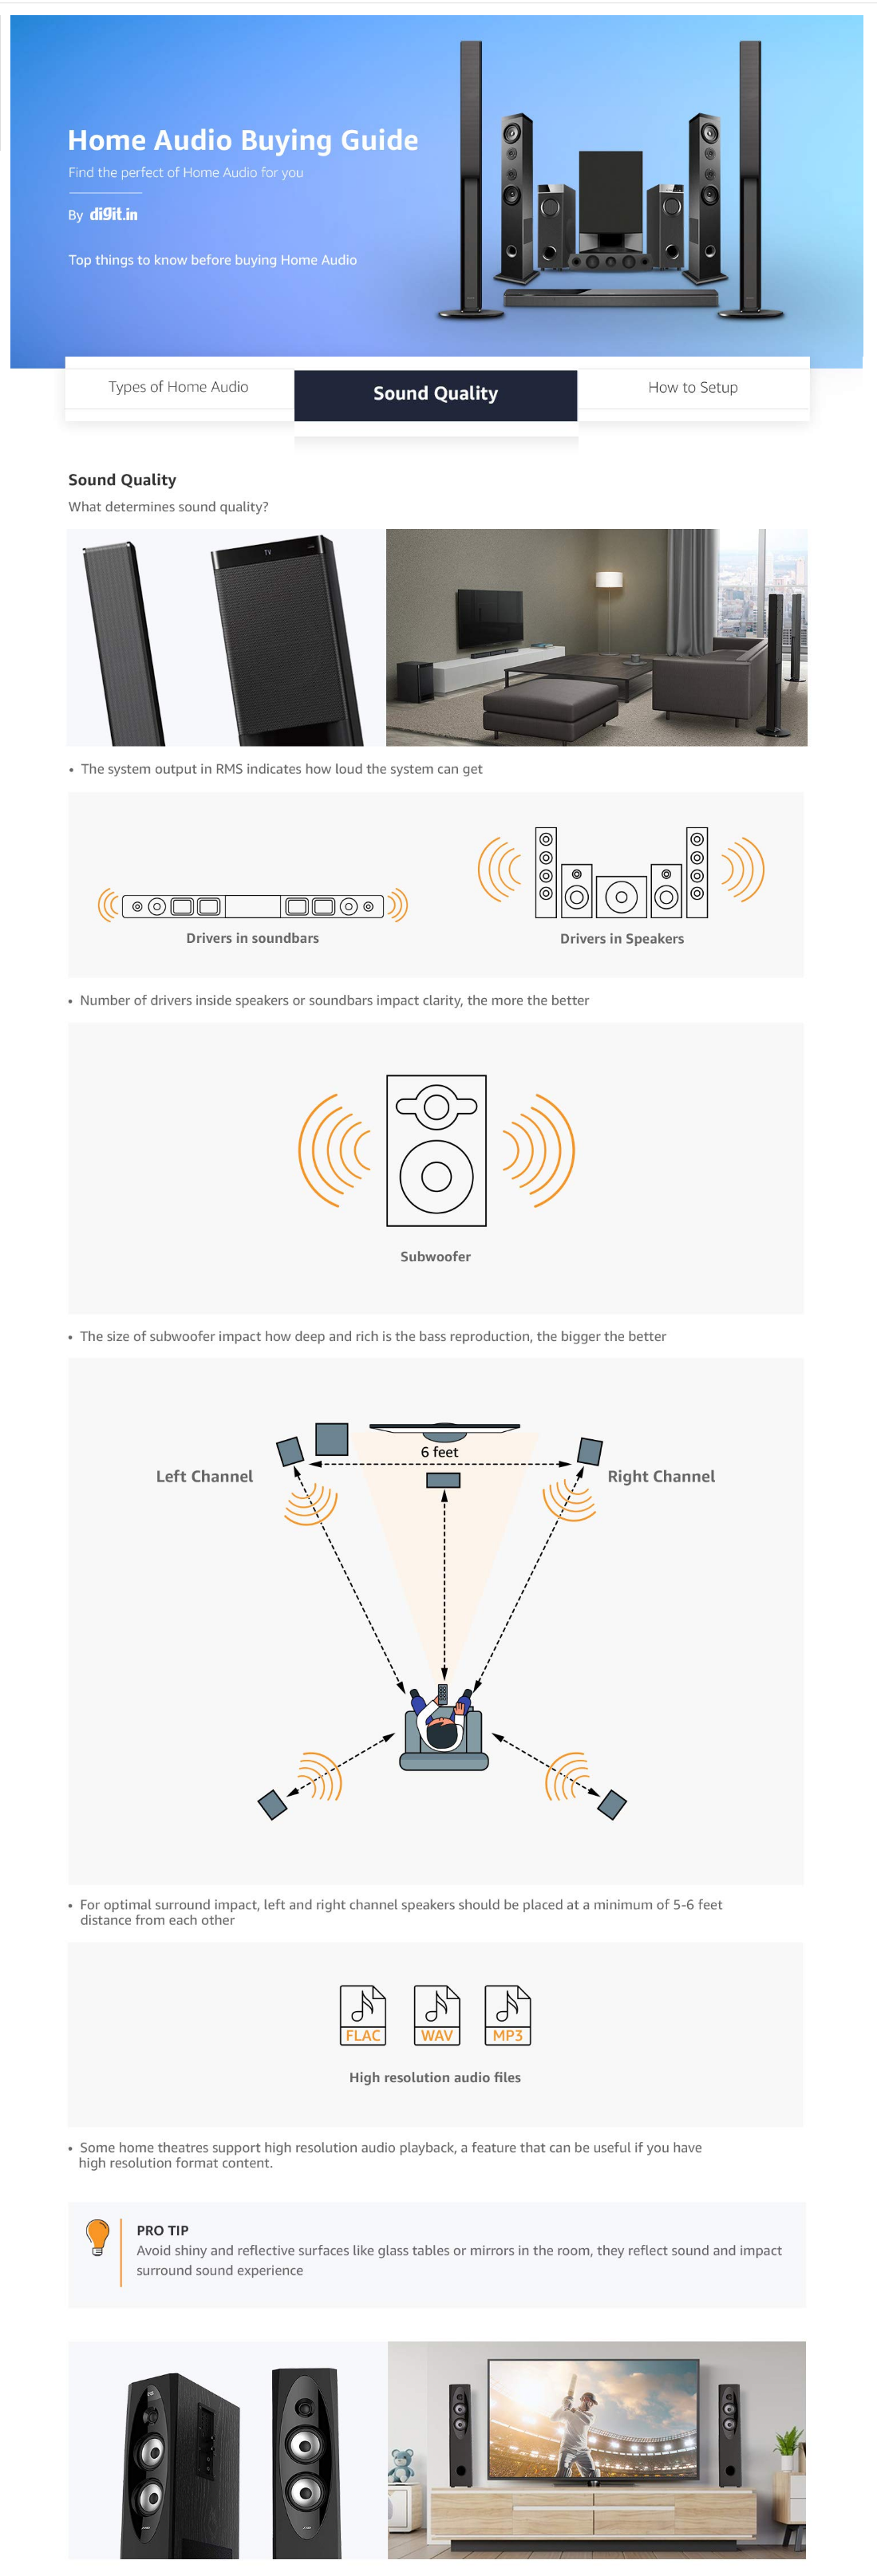 Home Audio Buying Guide
Find the perfect of Home Audio for you
By digit.in
Top things to know before buying Home Audio
Types of Home Audio
Sound Quality
How to Setup
Sound Quality
What determines sound quality?
TV
• The system output in RMS indicates how loud the system can get
Drivers in soundbars
Drivers in Speakers
• Number of drivers inside speakers or soundbars impact clarity, the more the better
Subwoofer
• The size of subwoofer impact how deep and rich is the bass reproduction, the bigger the better
6 feet
Left Channel
Right Channel
• For optimal surround impact, left and right channel speakers should be placed at a minimum of 5-6 feet
distance from each other
FLAC
WAV
MP3
High resolution audio files
• Some home theatres support high resolution audio playback, a feature that can be useful if you have
high resolution format content.
PRO TIP
Avoid shiny and reflective surfaces like glass tables or mirrors in the room, they reflect sound and impact
surround sound experience